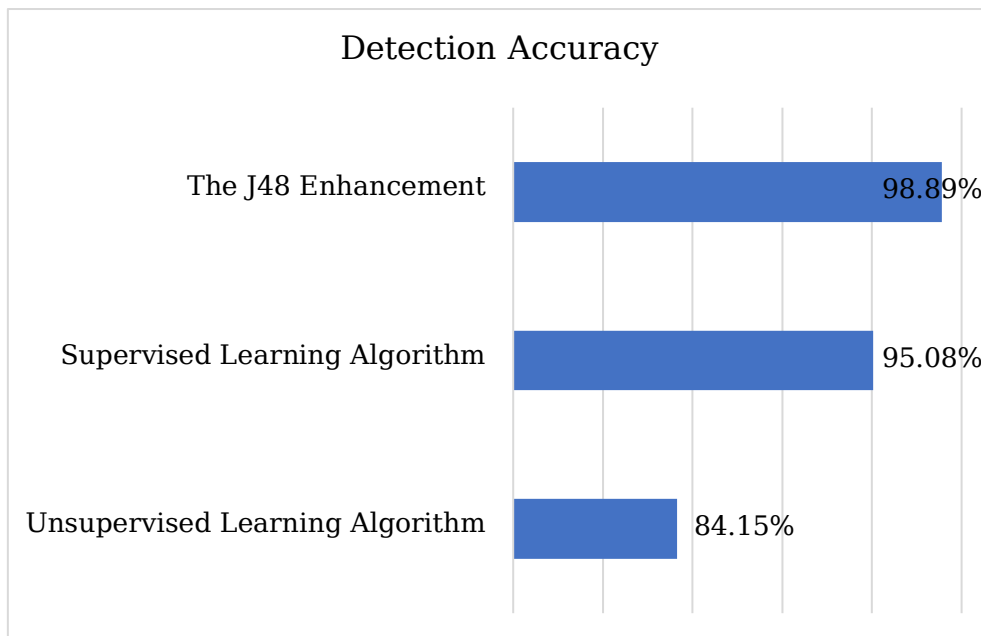 Detection Accuracy
The J48 Enhancement
98.89%
Supervised Learning Algorithm
95.08%
Unsupervised Learning Algorithm
84.15%